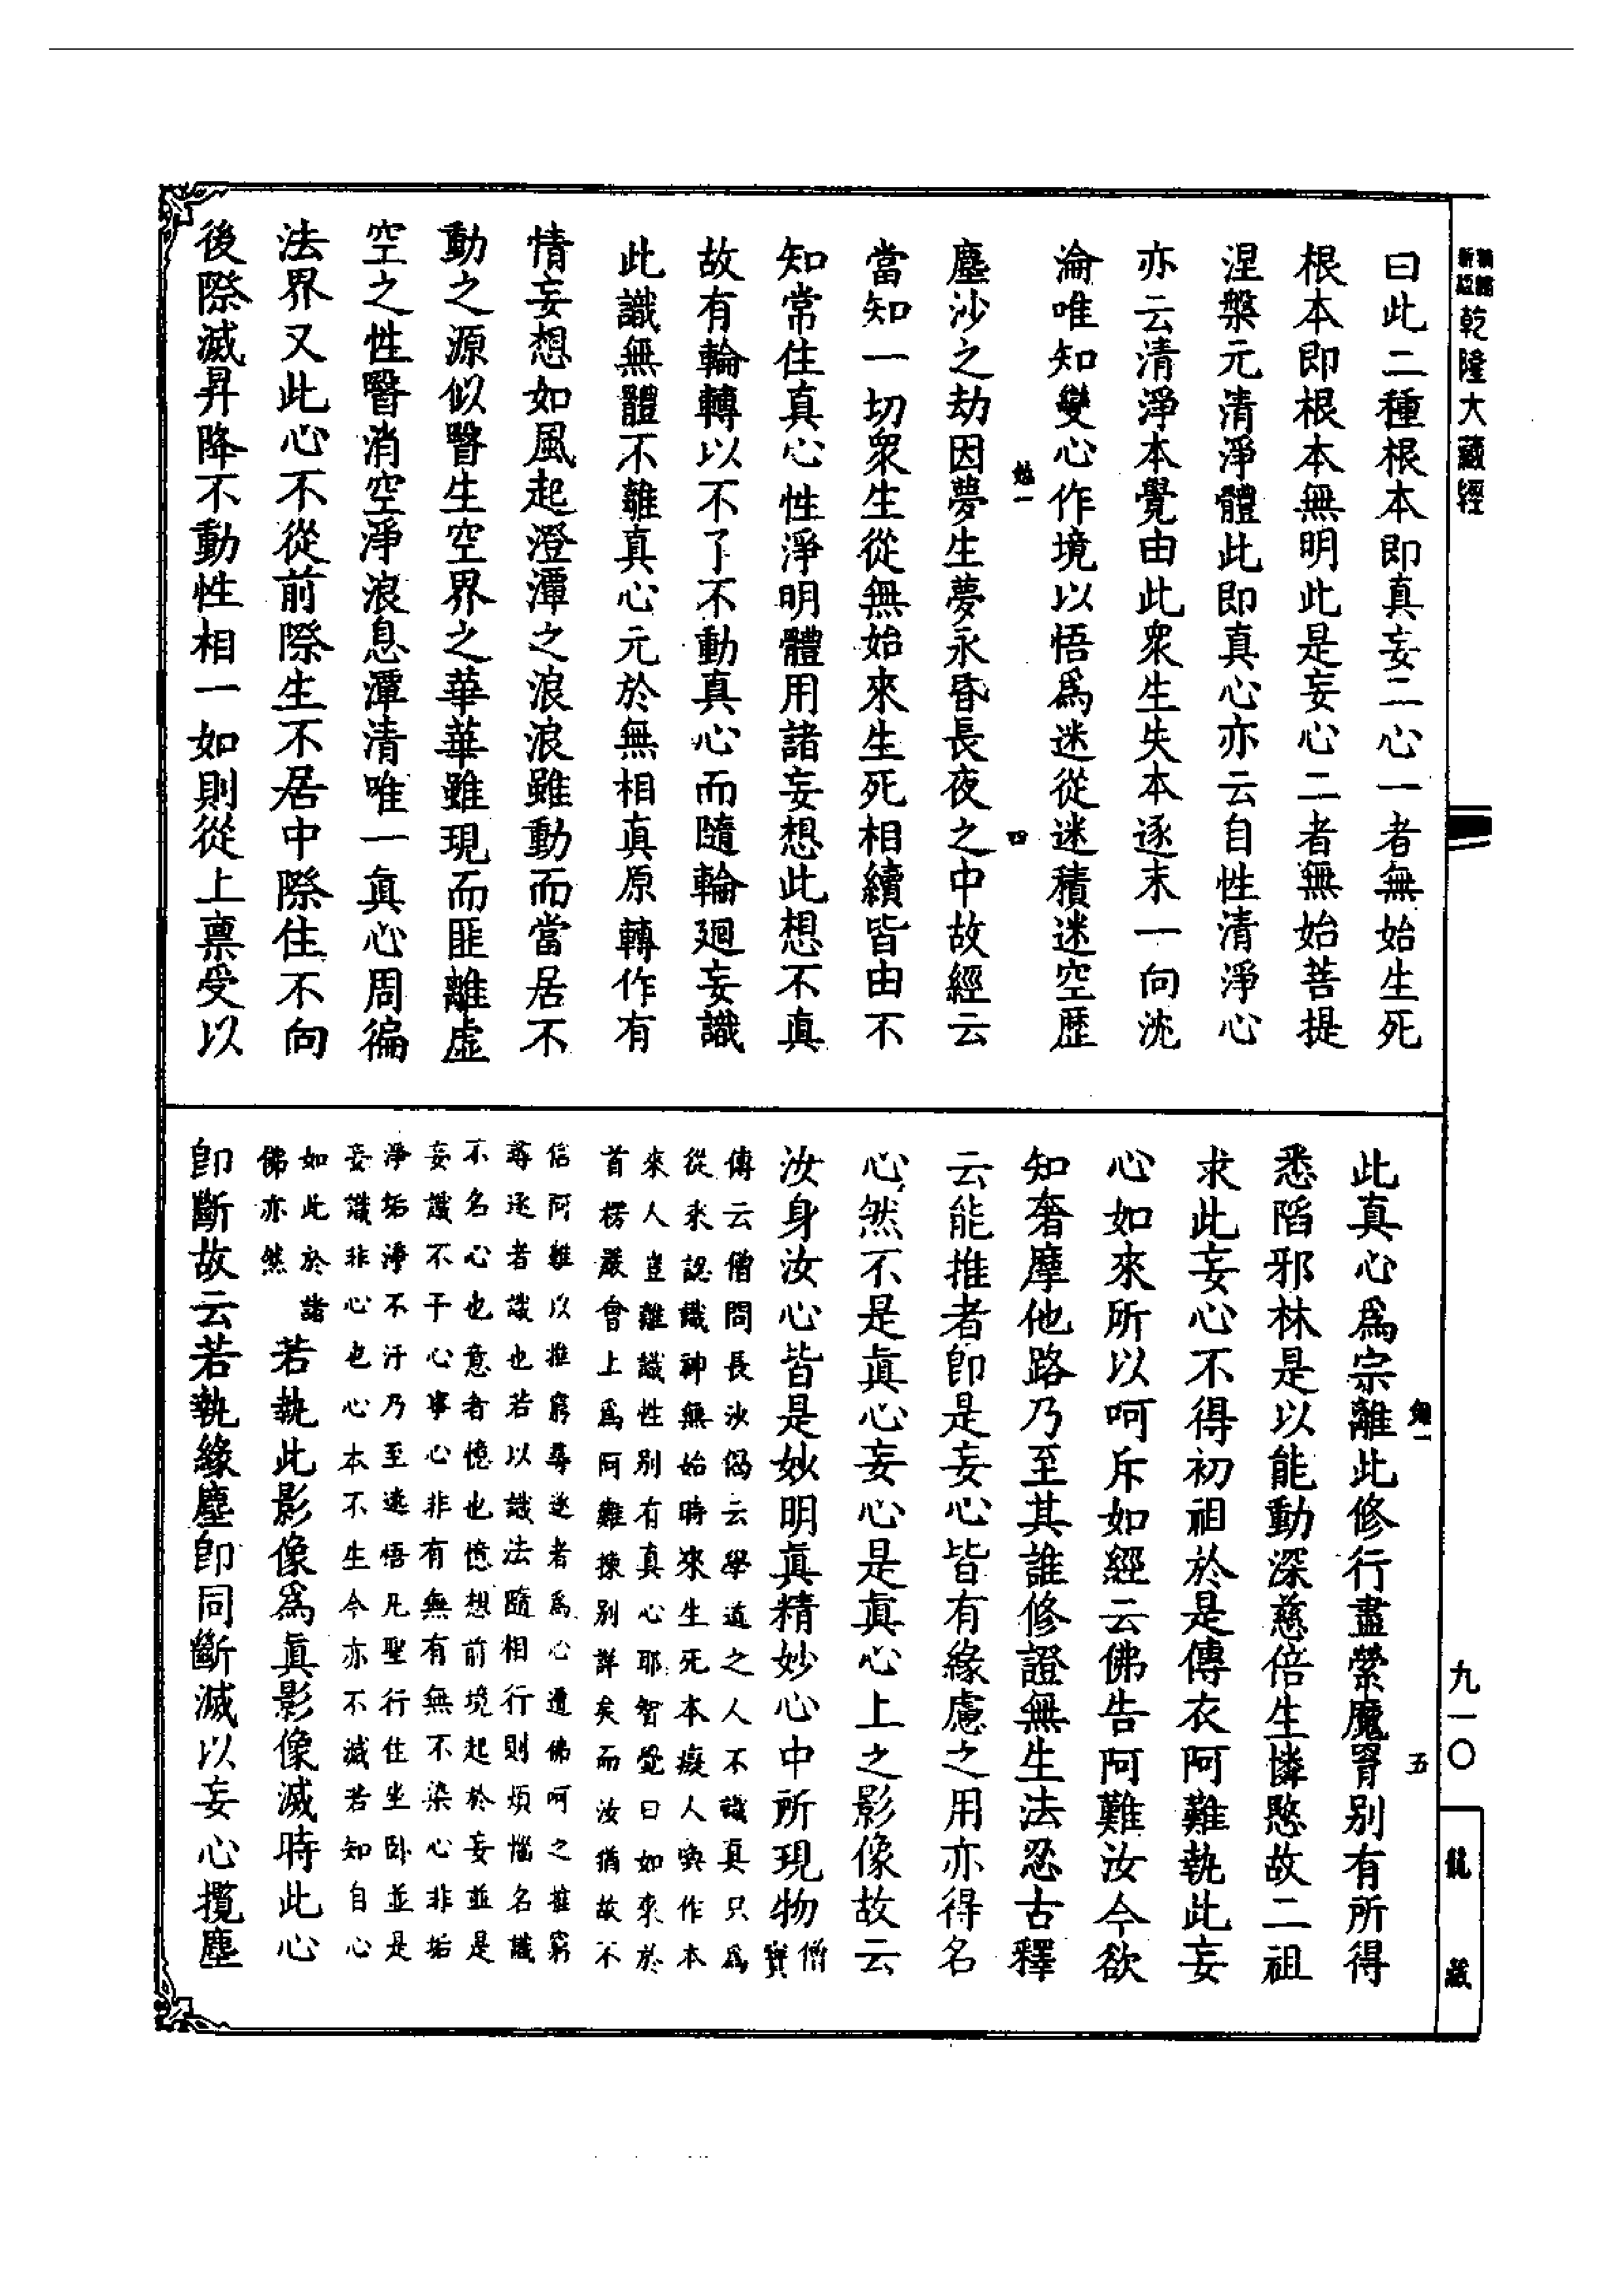 乾隆大藏經
曰此二種根本即真妄二心一者無始生死
根本即根本無明此是妄心二者無始菩提
涅槃元清淨體此即真心亦云自性清淨心
亦云清淨本覺由此衆生失本逐末一向沈
淪唯知變心作境以悟爲迷從迷積迷空歷
四
塵沙之劫因夢生夢永昏長夜之中故經云
當知一切衆生從無始來生死相續皆由不
知常住真心性淨明體用諸妄想此想不真
故有輪轉以不了不動真心而隨輪廻妄識
此識無體不離真心元於無相真原轉作有
情妄想如風起澄潭之浪浪雖動而當居不
動之源似瞖生空界之華華雖現而匪離虛
空之性瞖消空淨浪息潭清唯一眞心周徧
法界又此心不從前際生不居中際住不向
後際滅昇降不動性相一如則從上稟受以
九一〇
龍藏
五
此真心爲宗離此修行盡縈魔罥别有所得
悉陷邪林是以能動深慈倍生憐愍故二祖
求此妄心不得初祖於是傳衣阿難執此妄
心如來所以呵斥如經云佛告阿難汝今欲
知奢摩他路乃至其誰修證無生法忍古釋
云能推者卽是妄心皆有緣慮之用亦得名
心然不是眞心妄心是眞心上之影像故云
汝身汝心皆是妙明眞精妙心中所現物僧寶
傳云僧問長沙偈云學道之人不識真只爲
從來認識神無始時來生死本癡人喚作本
來人豈離識性别有真心耶智覺曰如來於
首楞嚴會上爲阿難揀别詳矣而汝猶故不
信阿難以推窮尋逐者爲心遭佛呵之推窮
尋逐者識也若以識法隨相行則煩惱名識
不名心也意者憶也憶想前境起於妄並是
妄識不干心事心非有無有無不染心非垢
淨垢淨不汙乃至迷悟凡聖行住坐卧並是
妄識非心也心本不生今亦不滅若知自心
如此於諸
佛亦然
若執此影像爲眞影像滅時此心
卽斷故云若執緣塵卽同斷滅以妄心攬塵